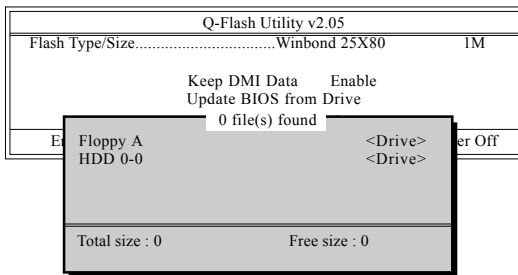 Q-Flash Utility v2.05
Flash Type/Size.................................Winbond 25X80 1M
Keep DMI Data Enable
Update BIOS from Drive
0 file(s) found
Floppy A <Drive>
HDD 0-0 <Drive>
Total size : 0 Free size : 0